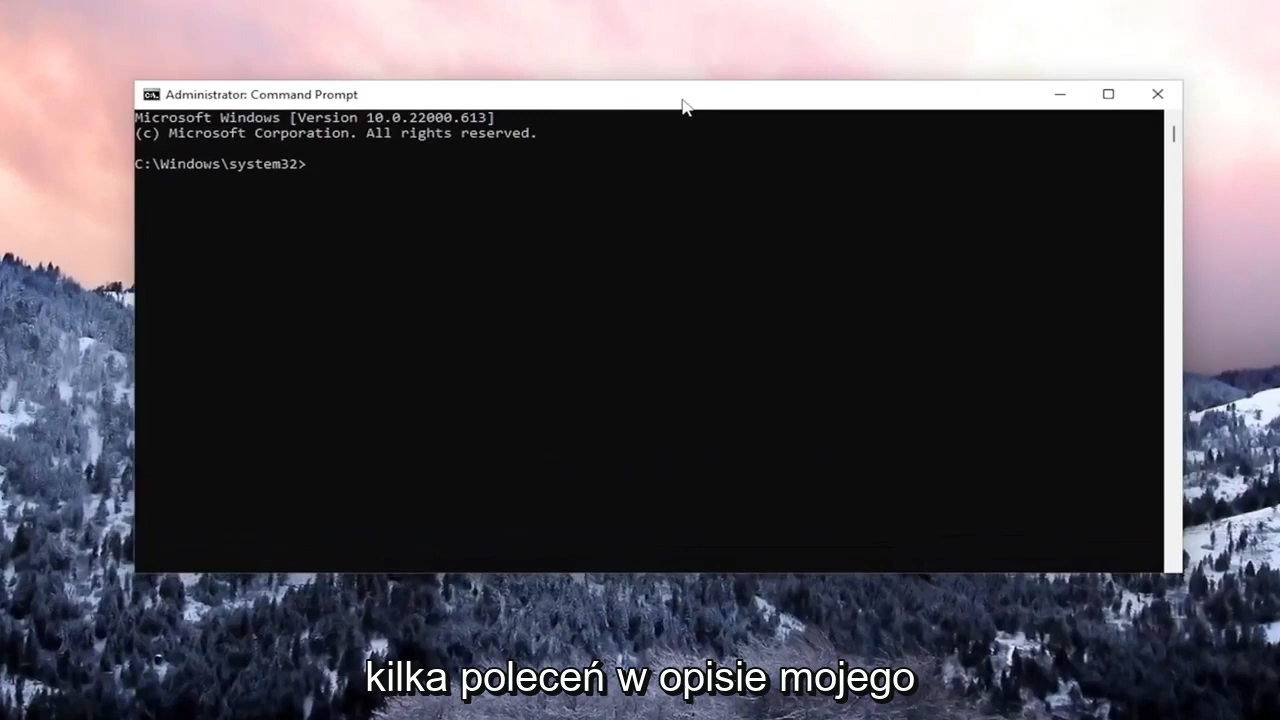 Administrator: Command Prompt
Microsoft Windows [Version 10.0.22000.613]
(c) Microsoft Corporation. All rights reserved.
C:\Windows\system32>
kilka poleceń w opisie mojego